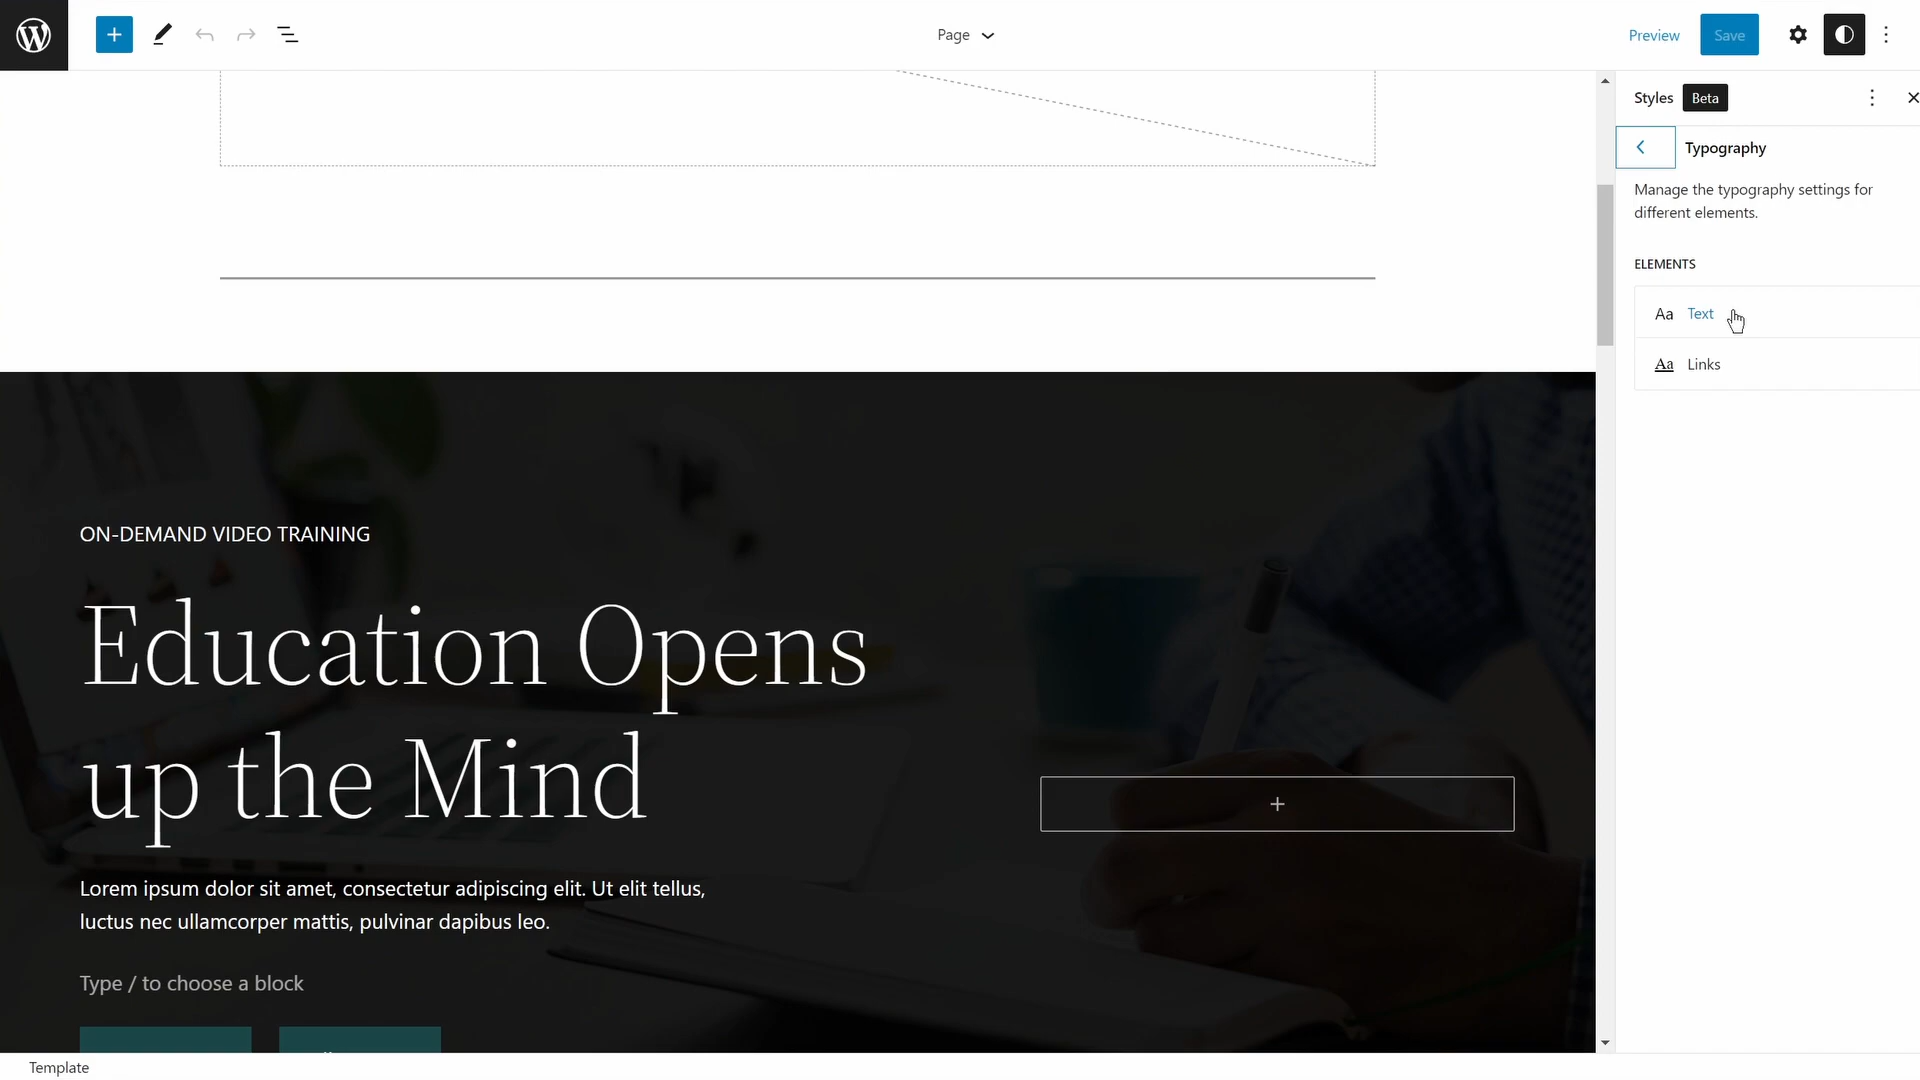 Page
Preview
Save
Styles
Beta
Typography
Manage the typography settings for
different elements.
ELEMENTS
Aa Text
Aa Links
ON-DEMAND VIDEO TRAINING
Education Opens
up the Mind
Lorem ipsum dolor sit amet, consectetur adipiscing elit. Ut elit tellus,
luctus nec ullamcorper mattis, pulvinar dapibus leo.
Type / to choose a block
Template